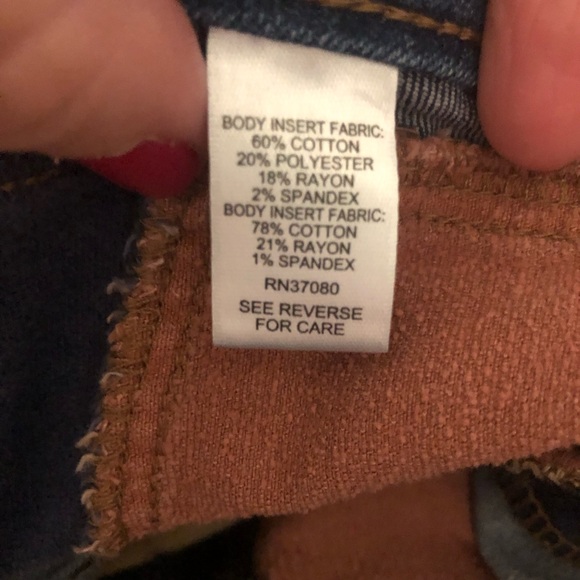 BODY INSERT FABRIC:
60% COTTON
20% POLYESTER
18% RAYON
2% SPANDEX
BODY INSERT FABRIC:
78% COTTON
21% RAYON
1% SPANDEX
RN37080
SEE REVERSE
FOR CARE